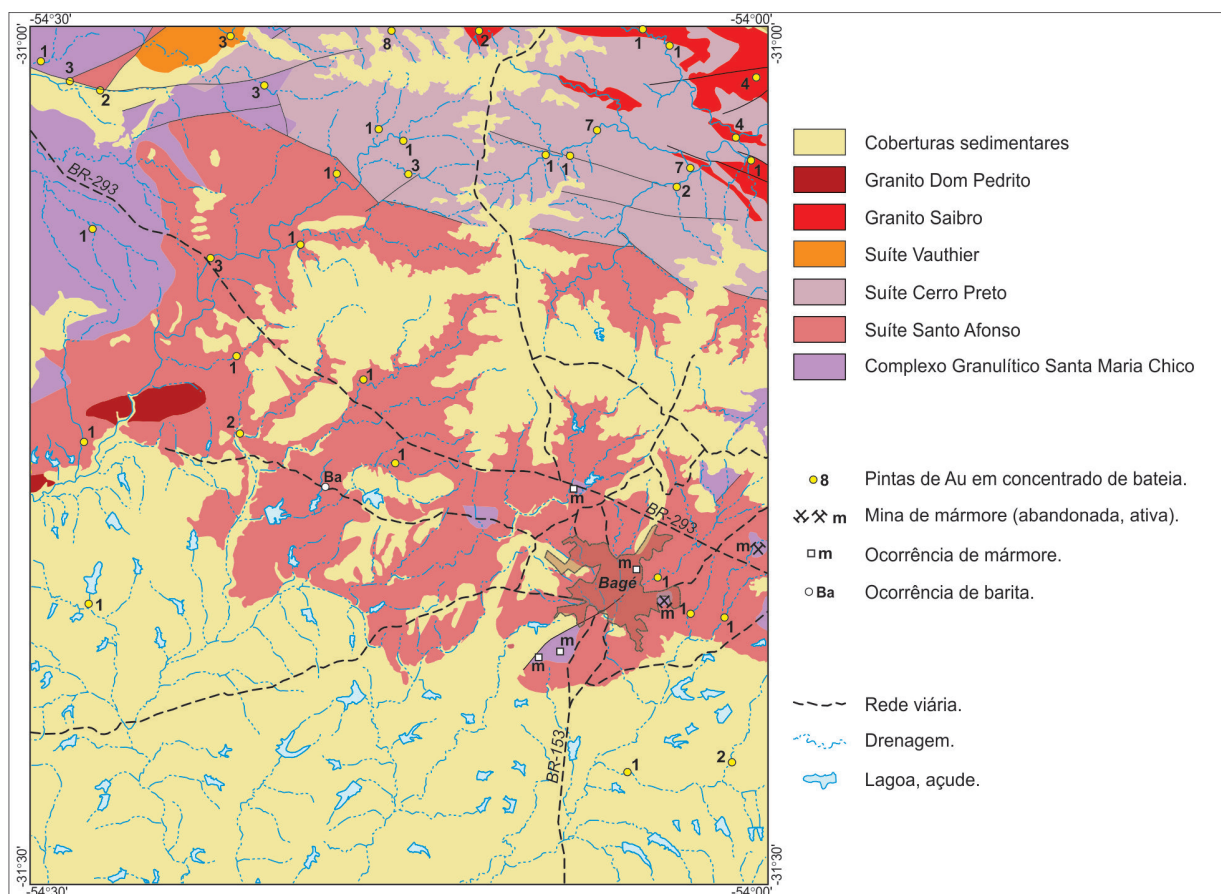 -54°30'
-54°00'
-31°00'
-31°00'
1
3
2
3
3
8
2
1
1
4
4
1
1
3
1
7
1
1
7
2
1
BR-293
1
3
1
1
1
1
2
1
Ba
m
BR-293
m
m
Bagé
1
m
1
1
1
m
m
BR-153
1
2
-31°30'
-31°30'
-54°30'
-54°00'
Coberturas sedimentares
Granito Dom Pedrito
Granito Saibro
Suíte Vauthier
Suíte Cerro Preto
Suíte Santo Afonso
Complexo Granulítico Santa Maria Chico
8 Pintas de Au em concentrado de bateia.
m Mina de mármore (abandonada, ativa).
m Ocorrência de mármore.
Ba Ocorrência de barita.
Rede viária.
Drenagem.
Lagoa, açude.